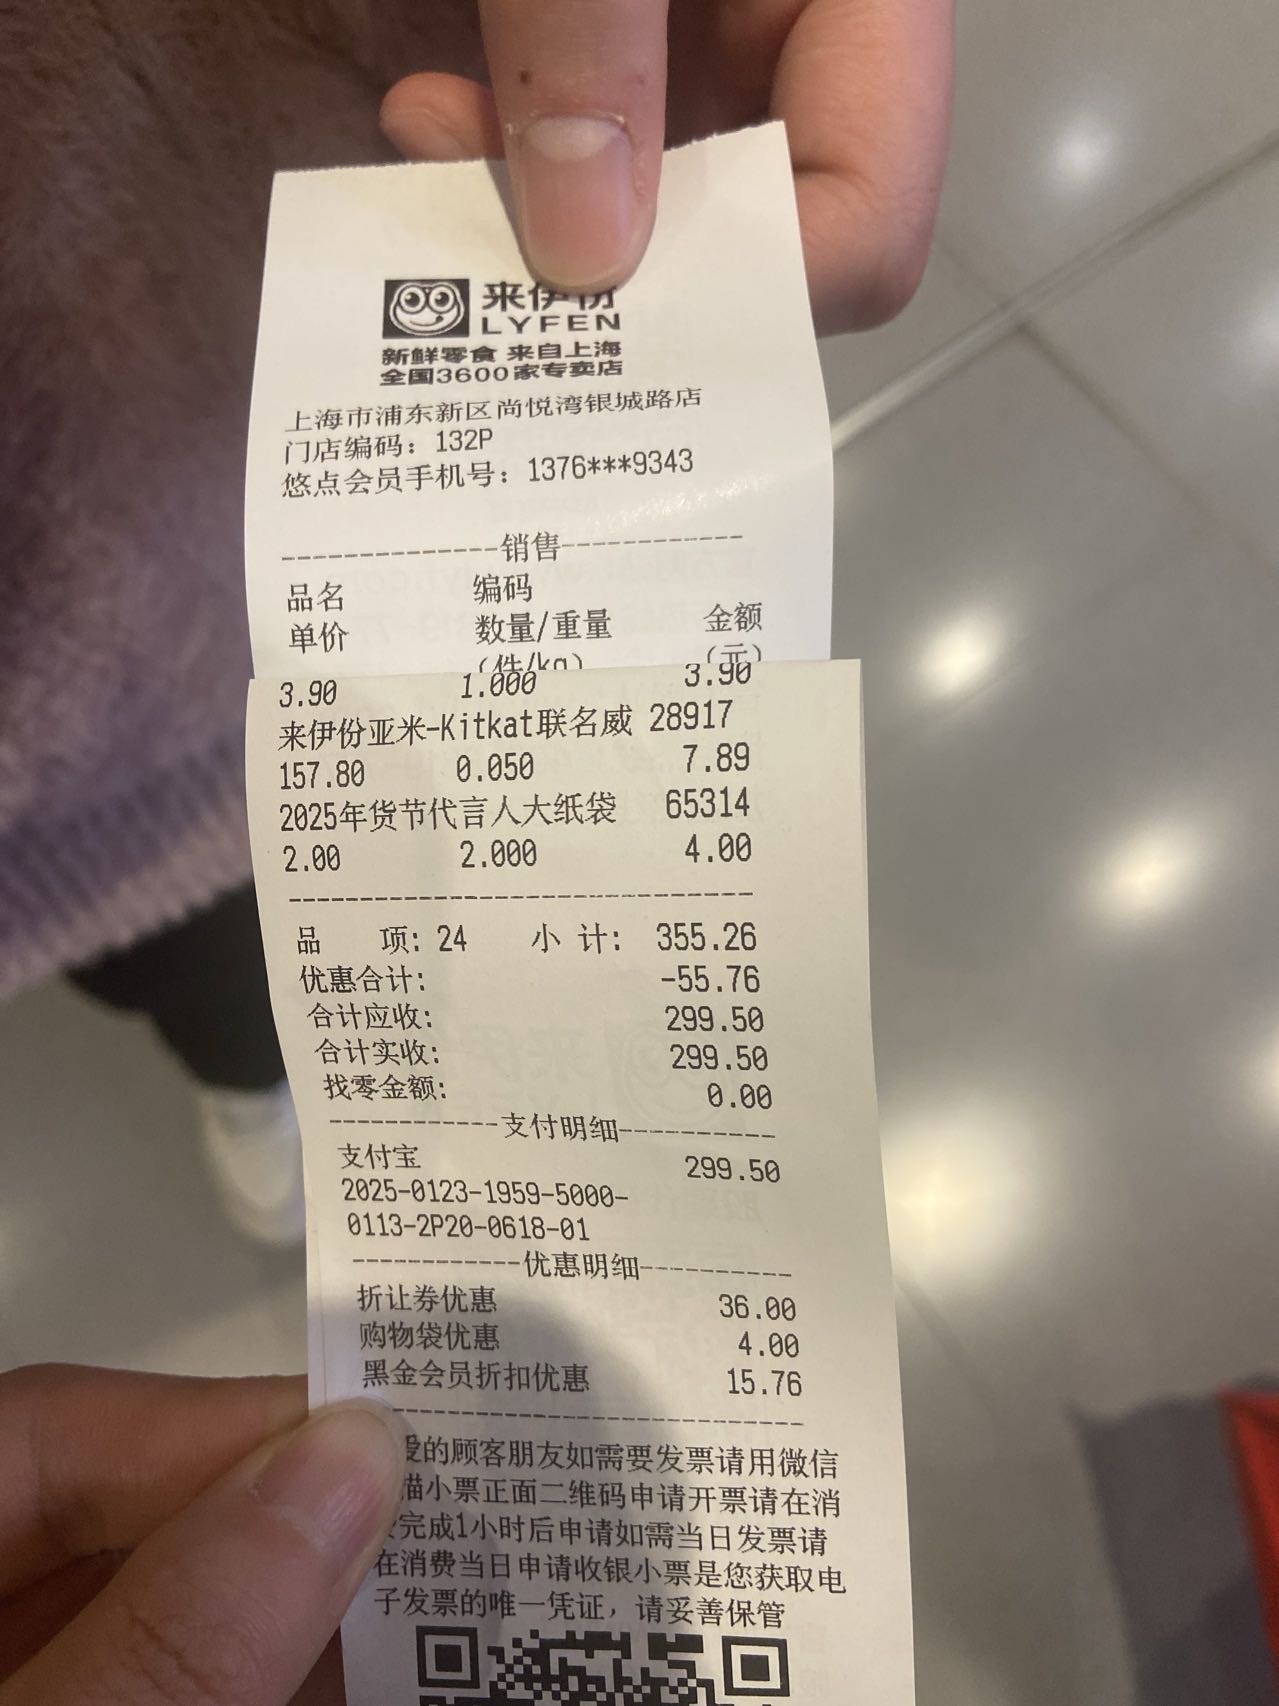 来伊份
LYFEN
新鲜零食 来自上海
全国3600家专卖店
上海市浦东新区尚悦湾银城路店
门店编码：132P
悠点会员手机号：1376***9343
------------销售------------
品名 编码
单价 数量/重量 金额
(件/kg) (元)
3.90 1.000 3.90
来伊份亚米-Kitkat联名威 28917
157.80 0.050 7.89
2025年货节代言人大纸袋 65314
2.00 2.000 4.00
品 项: 24 小 计: 355.26
优惠合计: -55.76
合计应收: 299.50
合计实收: 299.50
找零金额: 0.00
------------支付明细------------
支付宝 299.50
2025-0123-1959-5000-
0113-2P20-0618-01
------------优惠明细------------
折让券优惠 36.00
购物袋优惠 4.00
黑金会员折扣优惠 15.76
爱的顾客朋友如需要发票请用微信
描小票正面二维码申请开票请在消
完成1小时后申请如需当日发票请
在消费当日申请收银小票是您获取电
子发票的唯一凭证，请妥善保管